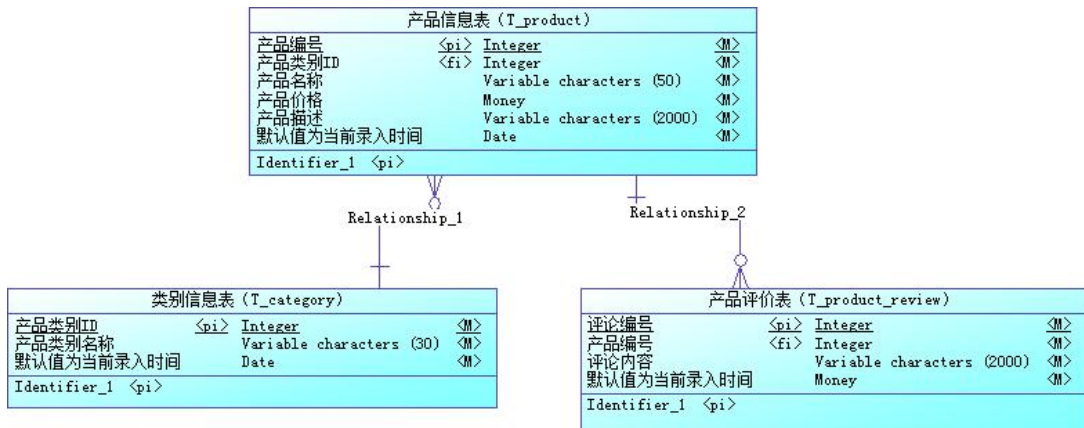 产品信息表 (T_product)
产品编号 <pi> Integer <M>
产品类别ID <fi> Integer <M>
产品名称 Variable characters (50) <M>
产品价格 Money <M>
产品描述 Variable characters (2000) <M>
默认值为当前录入时间 Date <M>
Identifier_1 <pi>
Relationship_1
Relationship_2
类别信息表 (T_category)
产品类别ID <pi> Integer <M>
产品类别名称 Variable characters (30) <M>
默认值为当前录入时间 Date <M>
Identifier_1 <pi>
产品评价表 (T_product_review)
评论编号 <pi> Integer <M>
产品编号 <fi> Integer <M>
评论内容 Variable characters (2000) <M>
默认值为当前录入时间 Money <M>
Identifier_1 <pi>